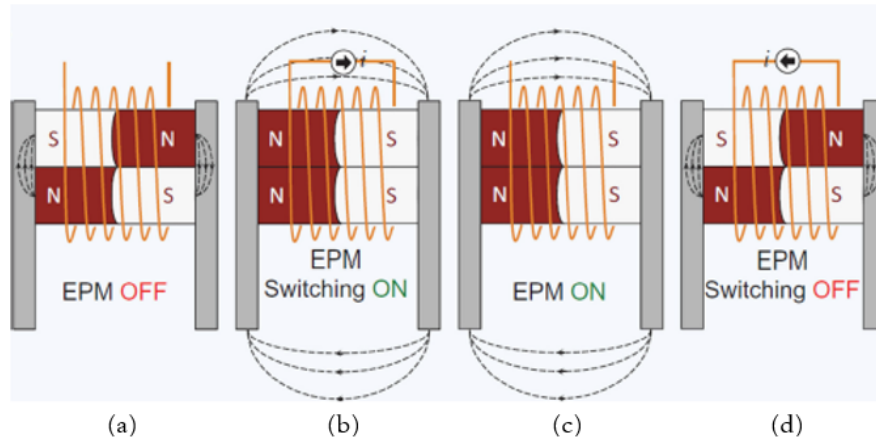 i
i
S N
N S
N S
N S
N S
N S
S N
N S
EPM OFF
EPM
Switching ON
EPM ON
EPM
Switching OFF
(a) (b) (c) (d)